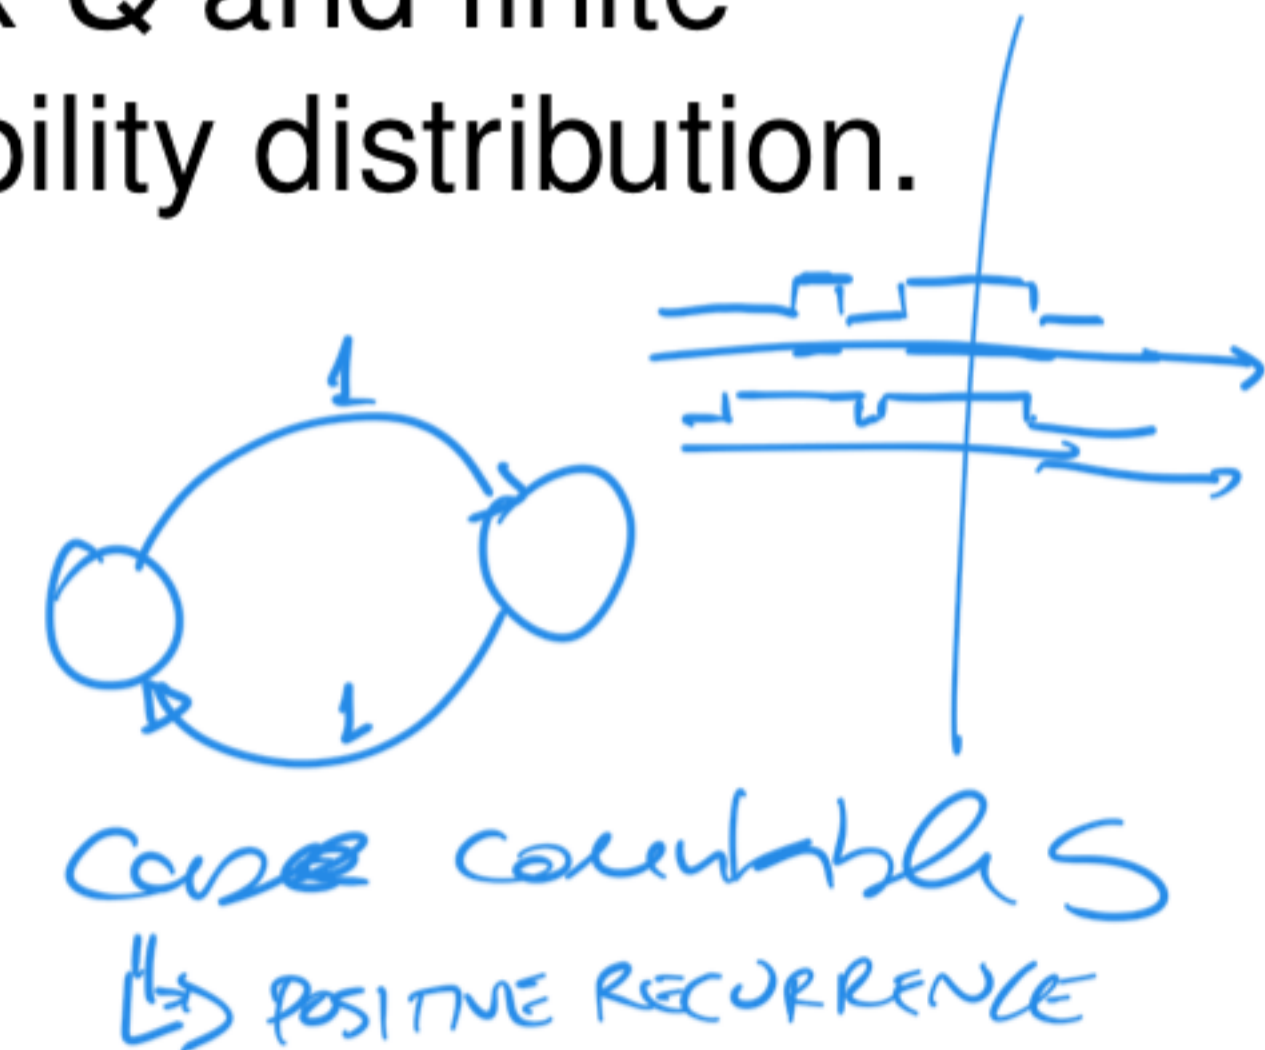 Q and finite
bility distribution.
1
1
Case countable S
POSITIVE RECURRENCE